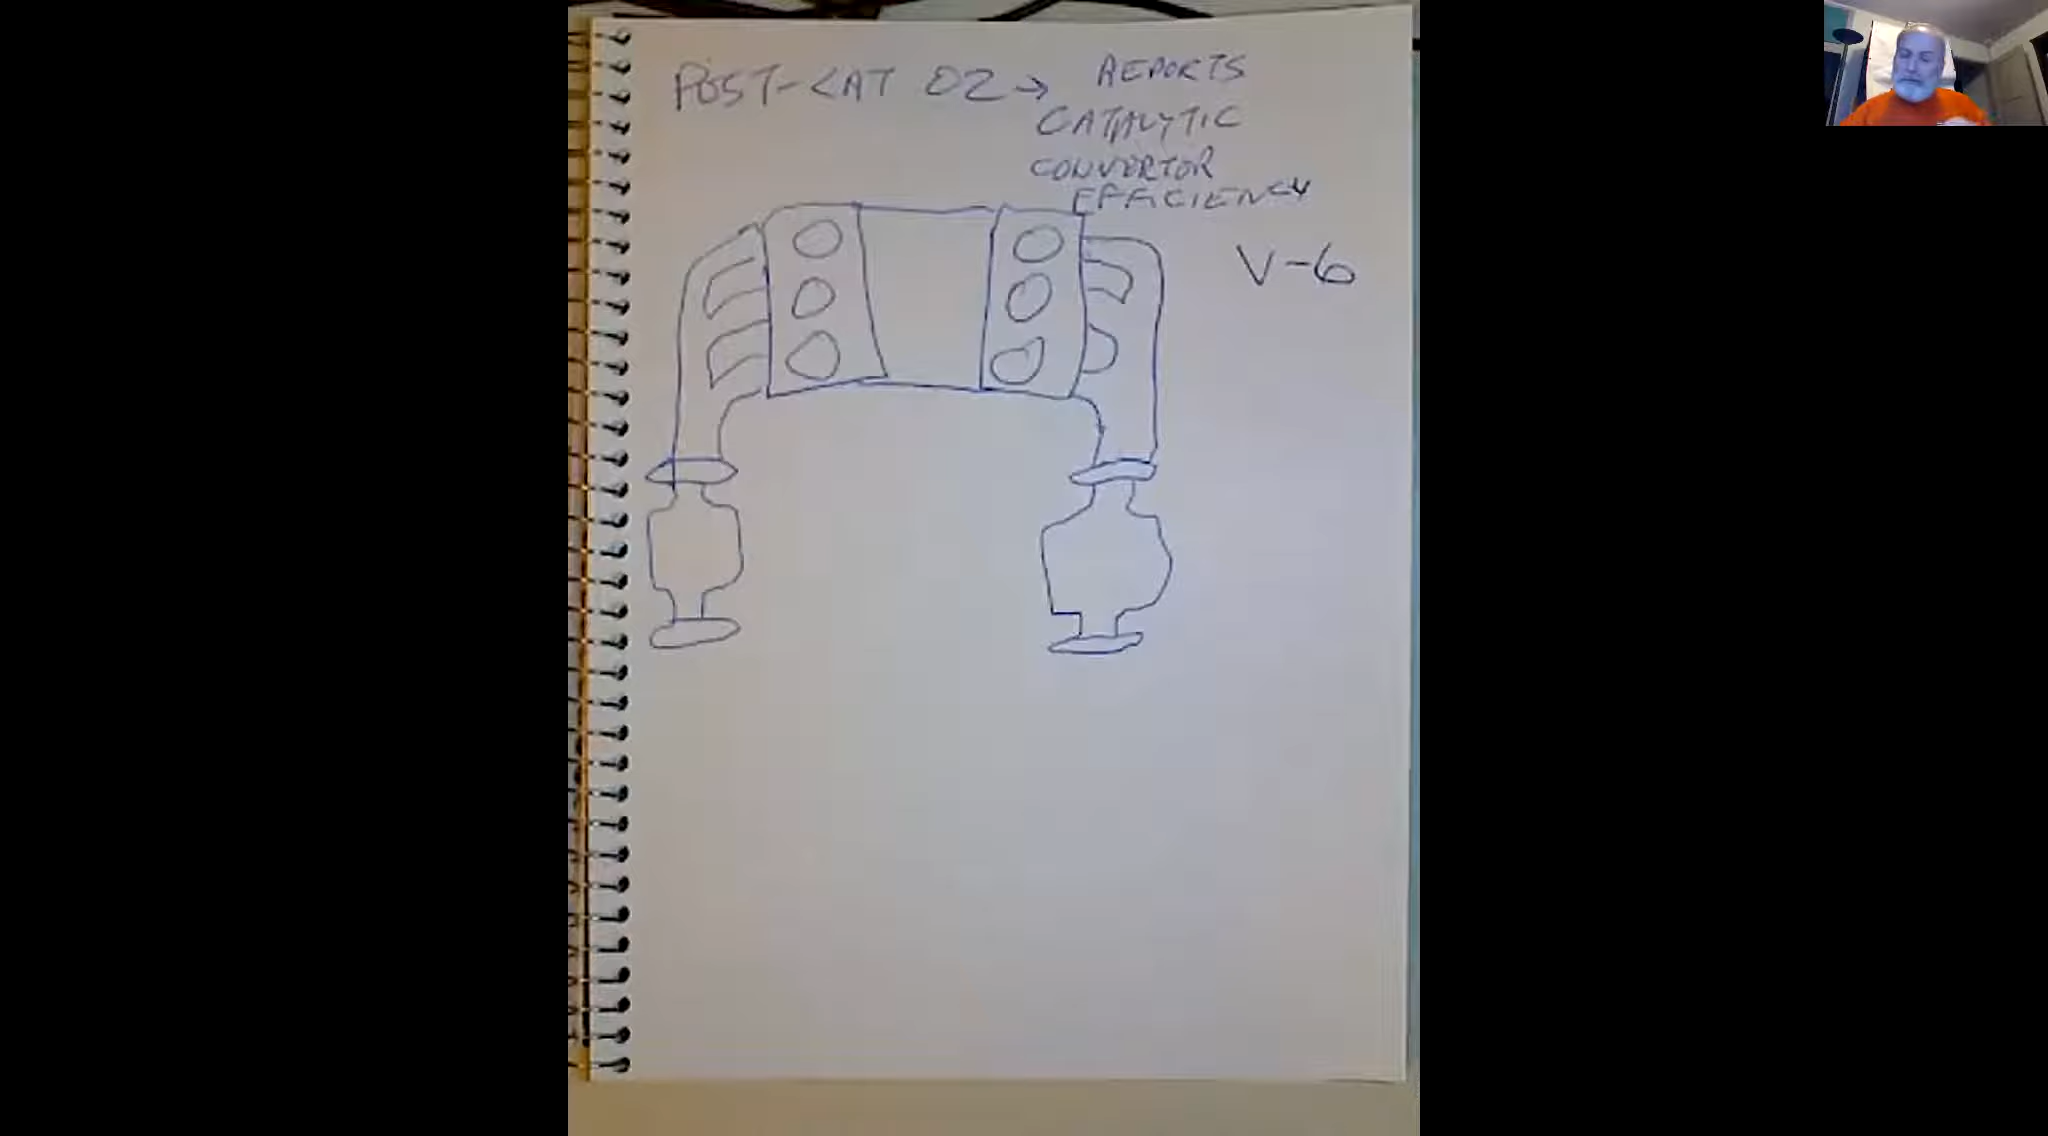 POST-CAT O2 → REPORTS
CATALYTIC
CONVERTOR
EFFICIENCY
V-6